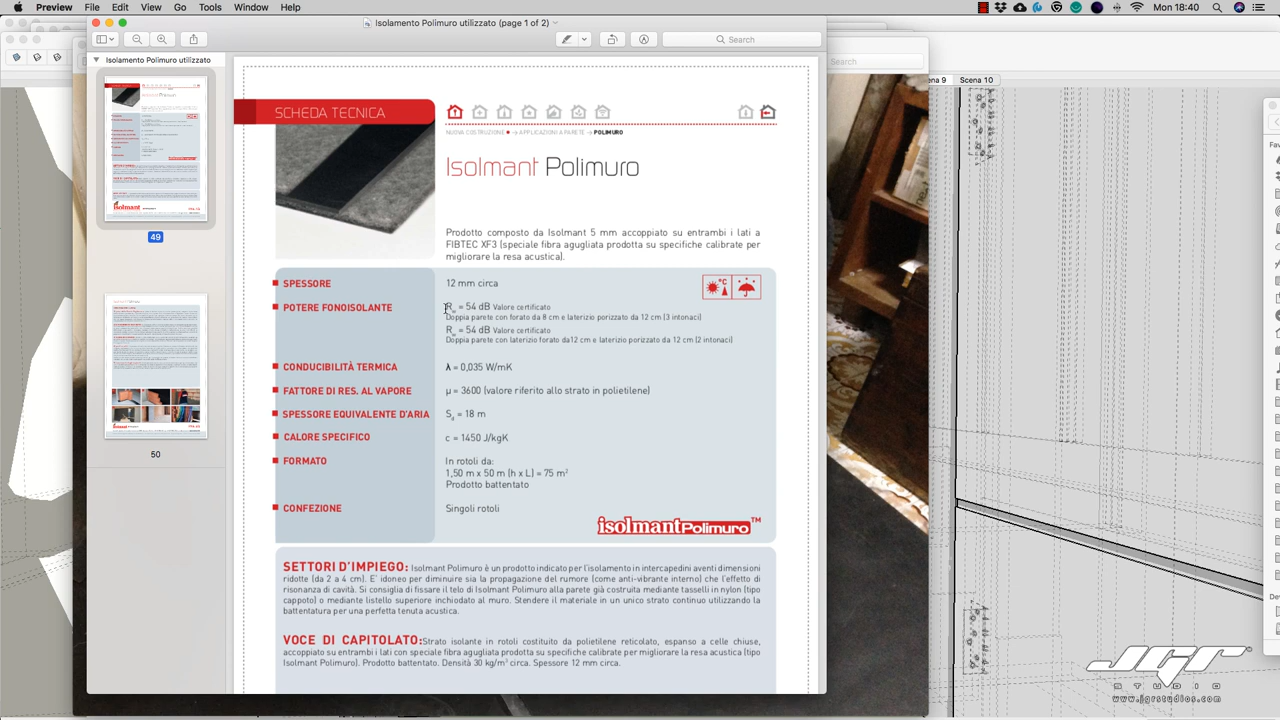 Preview File Edit View Go Tools Window Help
Mon 18:40
Isolamento Polimuro utilizzato (page 1 of 2)
Search
Search
Isolamento Polimuro utilizzato
Scena 10
49
50
SCHEDA TECNICA
NUOVA COSTRUZIONE → APPLICAZIONI A PARETE → POLIMURO
Isolmant Polimuro
Prodotto composto da Isolmant 5 mm accoppiato su entrambi i lati a
FIBTEC XF3 (speciale fibra agugliata prodotta su specifiche calibrate per
migliorare la resa acustica).
SPESSORE 12 mm circa
POTERE FONOISOLANTE Rw = 54 dB Valore certificato
Doppia parete con forato da 8 cm e laterizio porizzato da 12 cm (3 intonaci)
Rw = 54 dB Valore certificato
Doppia parete con laterizio forato da12 cm e laterizio porizzato da 12 cm (2 intonaci)
CONDUCIBILITÀ TERMICA λ = 0,035 W/mK
FATTORE DI RES. AL VAPORE μ = 3600 (valore riferito allo strato in polietilene)
SPESSORE EQUIVALENTE D'ARIA Sd = 18 m
CALORE SPECIFICO c = 1450 J/kgK
FORMATO In rotoli da:
1,50 m x 50 m (h x L) = 75 m²
Prodotto battentato
CONFEZIONE Singoli rotoli
isolmant Polimuro™
SETTORI D'IMPIEGO: Isolmant Polimuro è un prodotto indicato per l'isolamento in intercapedini aventi dimensioni
ridotte (da 2 a 4 cm). E' idoneo per diminuire sia la propagazione del rumore (come anti-vibrante interno) che l'effetto di
risonanza di cavità. Si consiglia di fissare il telo di Isolmant Polimuro alla parete già costruita mediante tasselli in nylon (tipo
cappoto) o mediante listello superiore inchiodato al muro. Stendere il materiale in un unico strato continuo utilizzando la
battentatura per una perfetta tenuta acustica.
VOCE DI CAPITOLATO:Strato isolante in rotoli costituito da polietilene reticolato, espanso a celle chiuse,
accoppiato su entrambi i lati con speciale fibra agugliata prodotta su specifiche calibrate per migliorare la resa acustica (tipo
Isolmant Polimuro). Prodotto battentato. Densità 30 kg/m³ circa. Spessore 12 mm circa.
JGR
STUDIO
www.jgrstudios.com